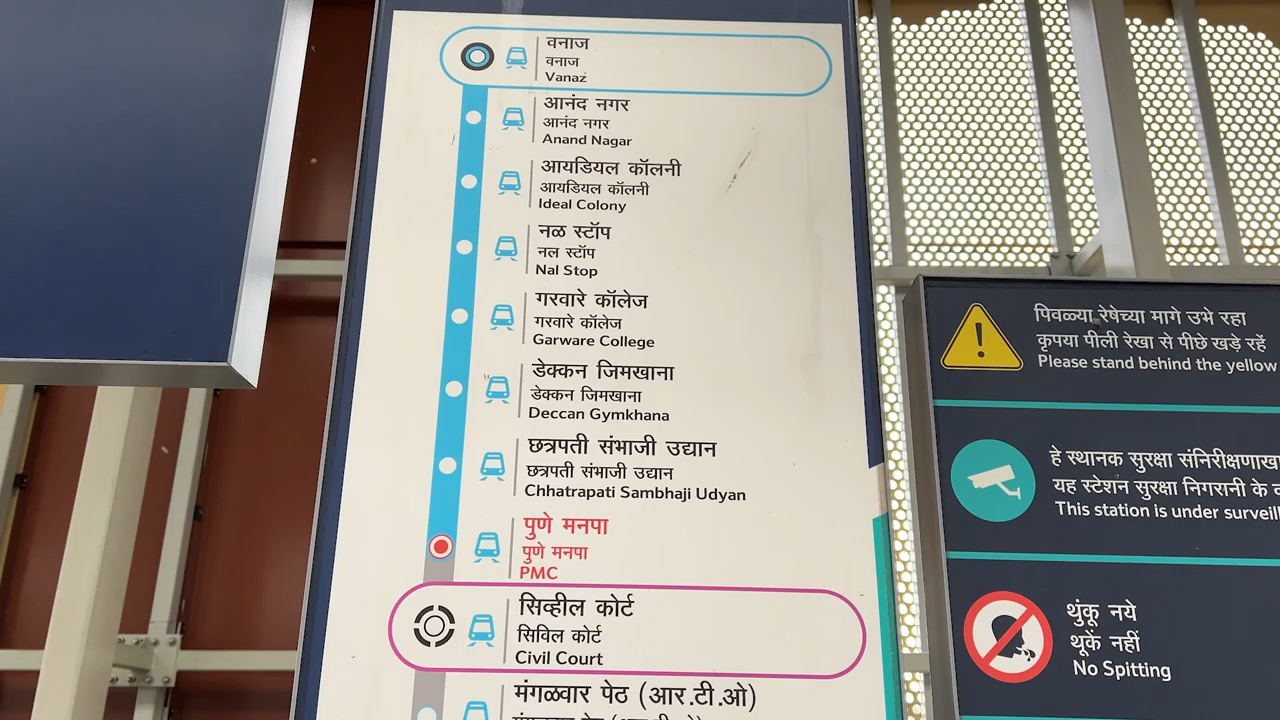 वनाज
वनाज
Vanaz
आनंद नगर
आनंद नगर
Anand Nagar
आयडियल कॉलनी
आयडियल कॉलनी
Ideal Colony
नळ स्टॉप
नल स्टॉप
Nal Stop
गरवारे कॉलेज
गरवारे कॉलेज
Garware College
डेक्कन जिमखाना
डेक्कन जिमखाना
Deccan Gymkhana
छत्रपती संभाजी उद्यान
छत्रपती संभाजी उद्यान
Chhatrapati Sambhaji Udyan
पुणे मनपा
पुणे मनपा
PMC
सिव्हील कोर्ट
सिविल कोर्ट
Civil Court
मंगळवार पेठ (आर.टी.ओ)
पिवळ्या रेषेच्या मागे उभे रहा
कृपया पीली रेखा से पीछे खड़े रहें
Please stand behind the yellow
हे स्थानक सुरक्षा
यह स्टेशन सुरक्षा निगरानी के
This station is under
थुंकू नये
थूकें नहीं
No Spitting